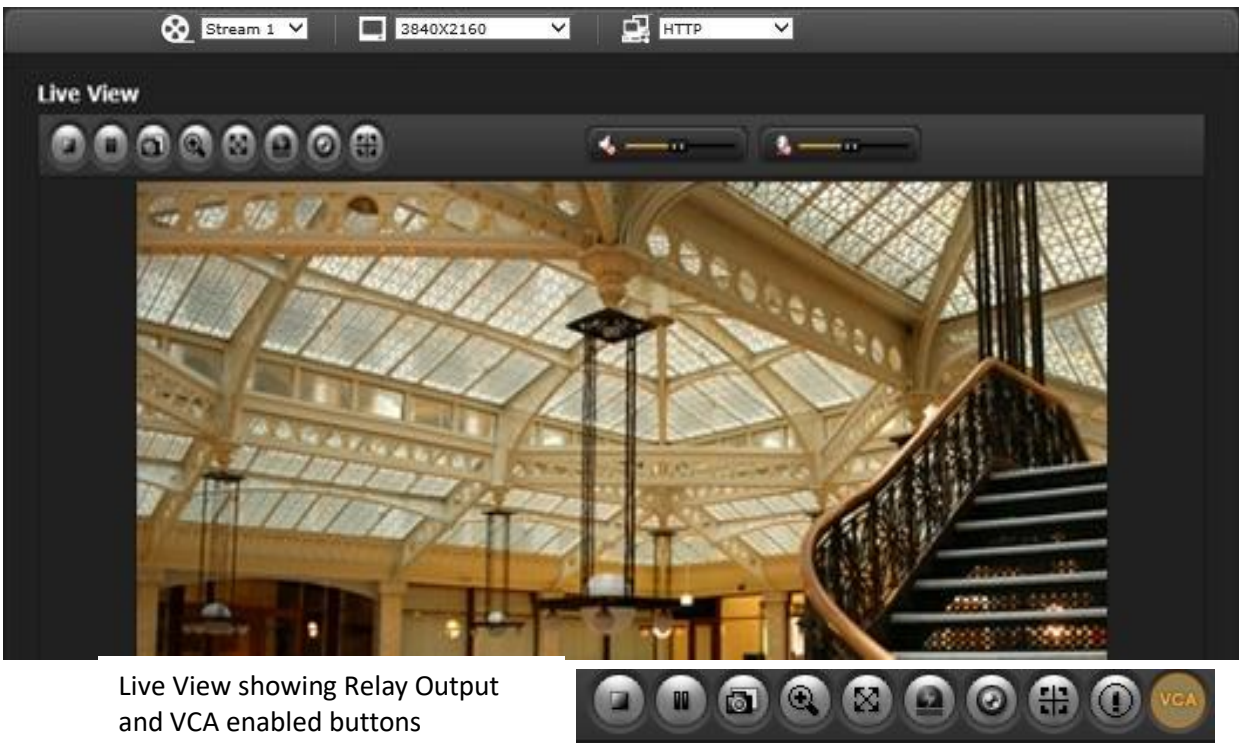 Stream 1
3840X2160
HTTP
Live View
Live View showing Relay Output
and VCA enabled buttons
VCA